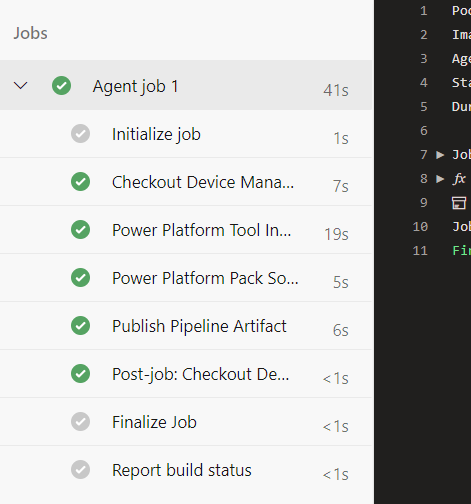 Jobs
Agent job 1 41s
Initialize job 1s
Checkout Device Mana... 7s
Power Platform Tool In... 19s
Power Platform Pack So... 5s
Publish Pipeline Artifact 6s
Post-job: Checkout De... <1s
Finalize Job <1s
Report build status <1s
1 Poo
2 Ima
3 Age
4 Sta
5 Dur
6
7 Job
8 fx
9
10 Job
11 Fin